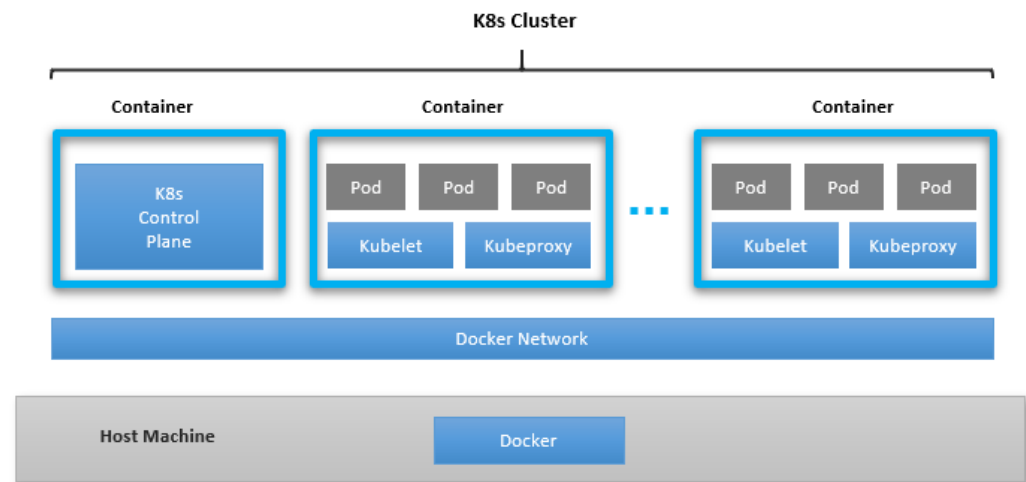 K8s Cluster
Container
Container
Container
K8s
Control
Plane
Pod
Pod
Pod
Kubelet
Kubeproxy
...
Pod
Pod
Pod
Kubelet
Kubeproxy
Docker Network
Host Machine
Docker